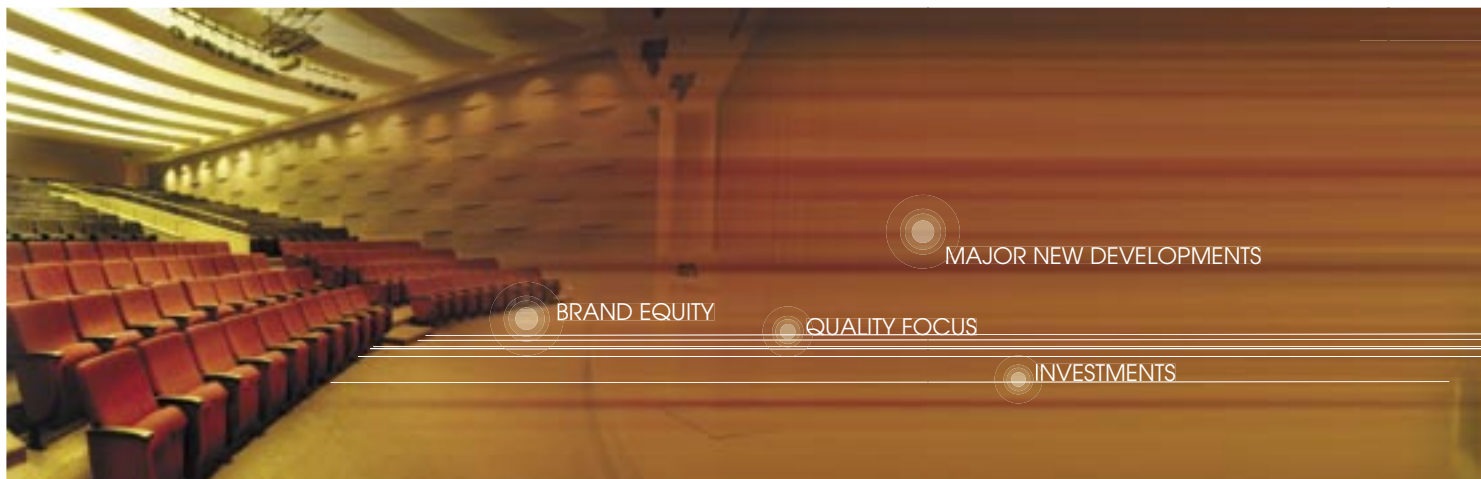 MAJOR NEW DEVELOPMENTS
BRAND EQUITY
QUALITY FOCUS
INVESTMENTS